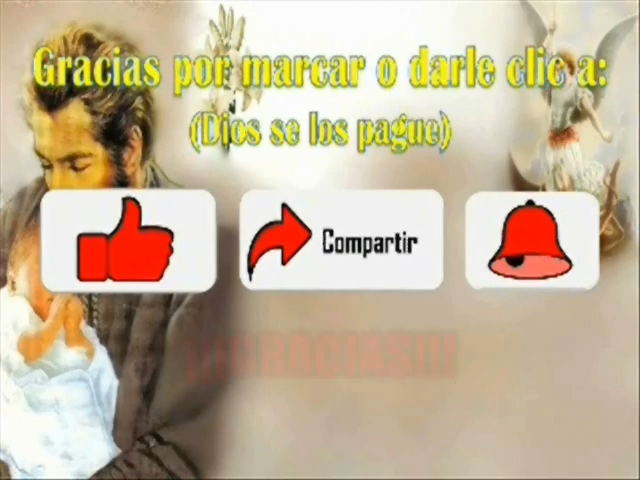 Gracias por marcar o darle clic a:
(Dios se los pague)
Compartir
¡¡¡GRACIAS!!!